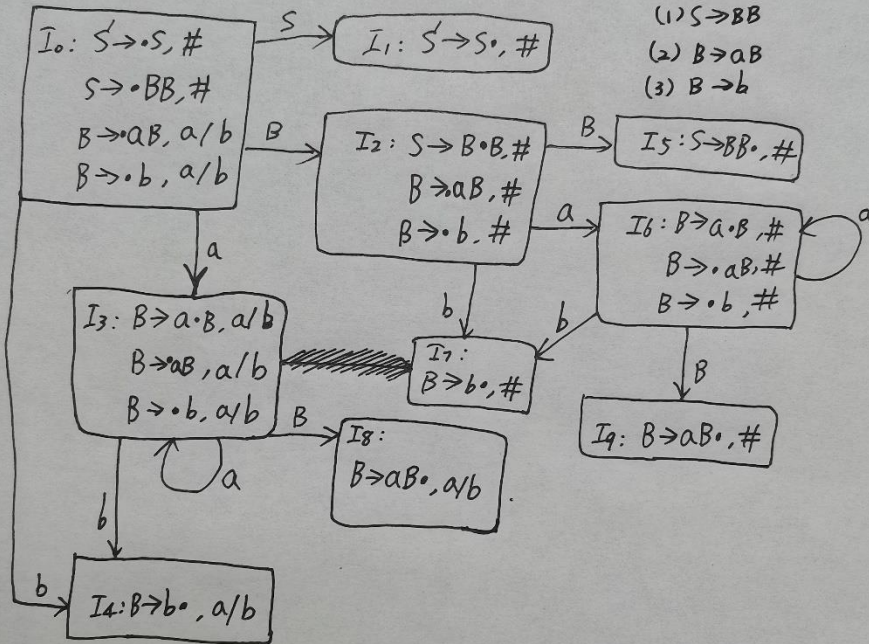 (1) S→BB
(2) B→aB
(3) B→b
I0: S'→·S, #
S→·BB, #
B→·aB, a/b
B→·b, a/b
S
I1: S'→S·, #
B
I2: S→B·B, #
B→·aB, #
B→·b, #
B
I5: S→BB·, #
a
I6: B→a·B, #
B→·aB, #
B→·b, #
a
a
b
b
B
I3: B→a·B, a/b
B→·aB, a/b
B→·b, a/b
I7:
B→b·, #
B
I8:
B→aB·, a/b
a
I9: B→aB·, #
b
b
I4: B→b·, a/b